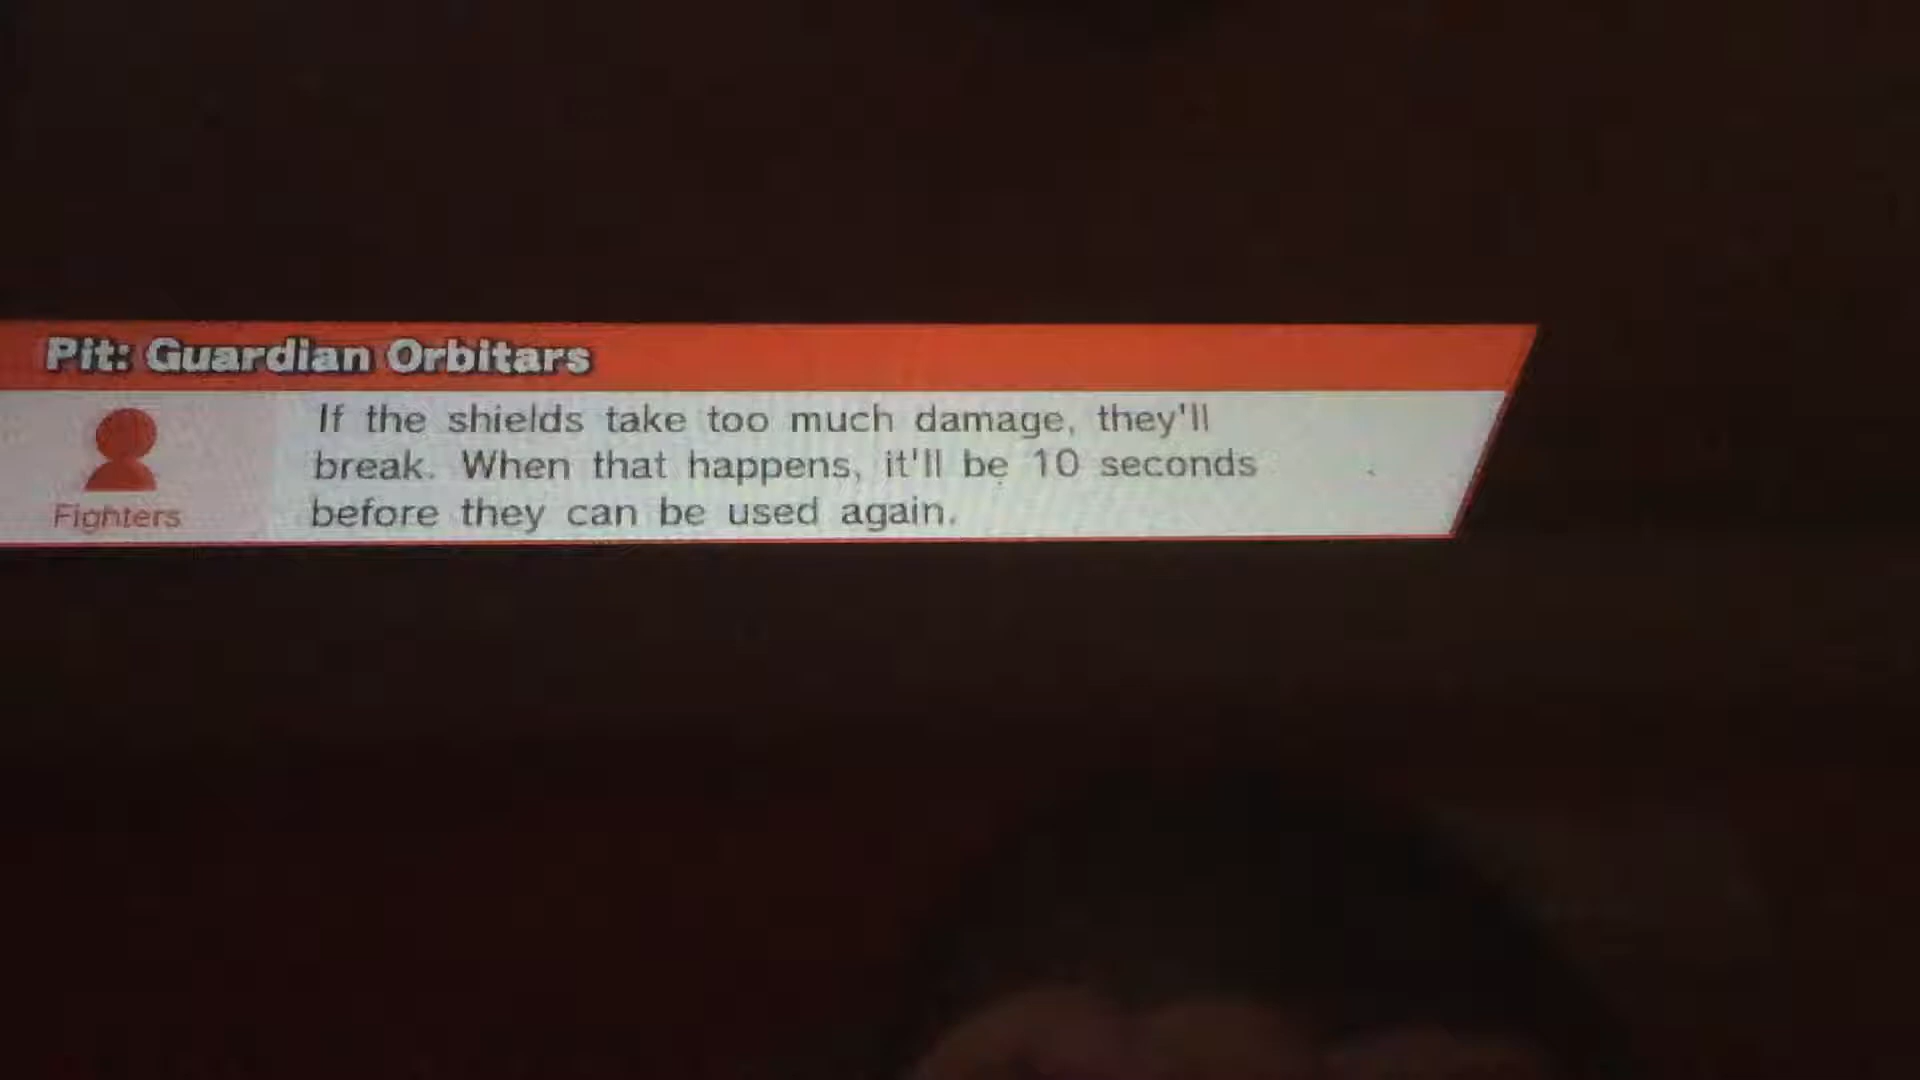 Pit: Guardian Orbitars
If the shields take too much damage, they'll
break. When that happens, it'll be 10 seconds
before they can be used again.
Fighters